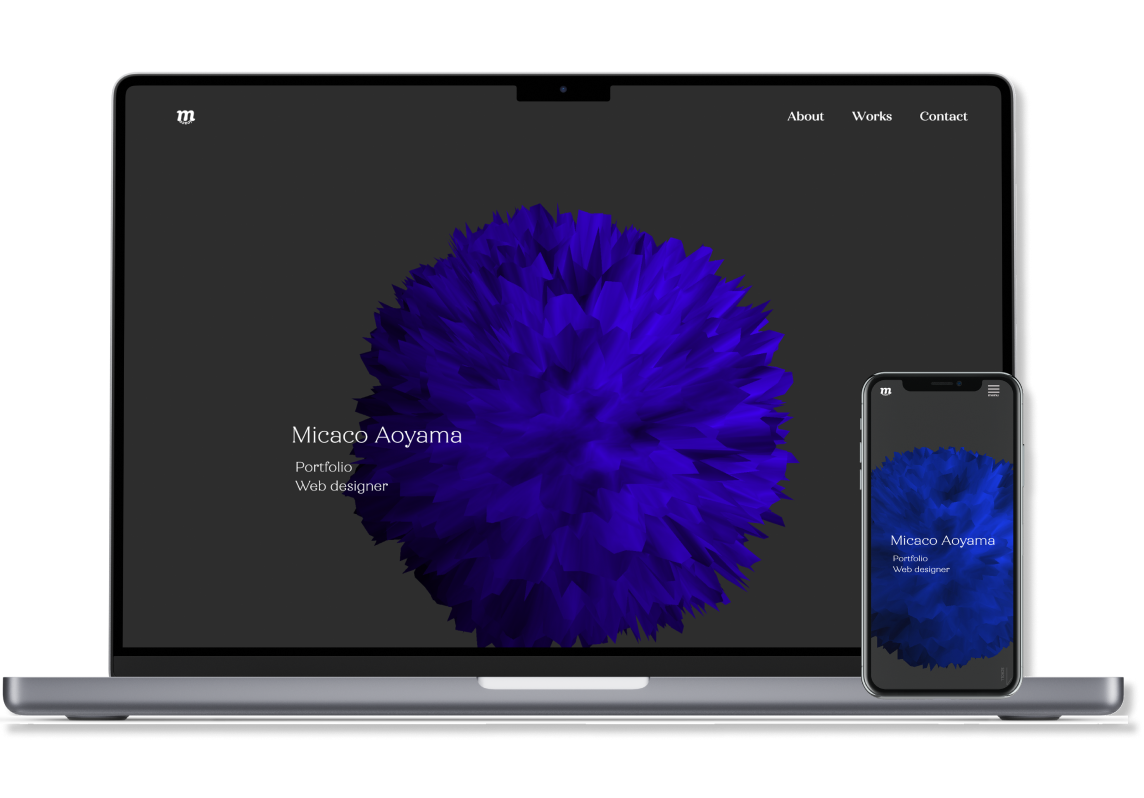 m
About Works Contact
Micaco Aoyama
Portfolio
Web designer
m
Micaco Aoyama
Portfolio
Web designer